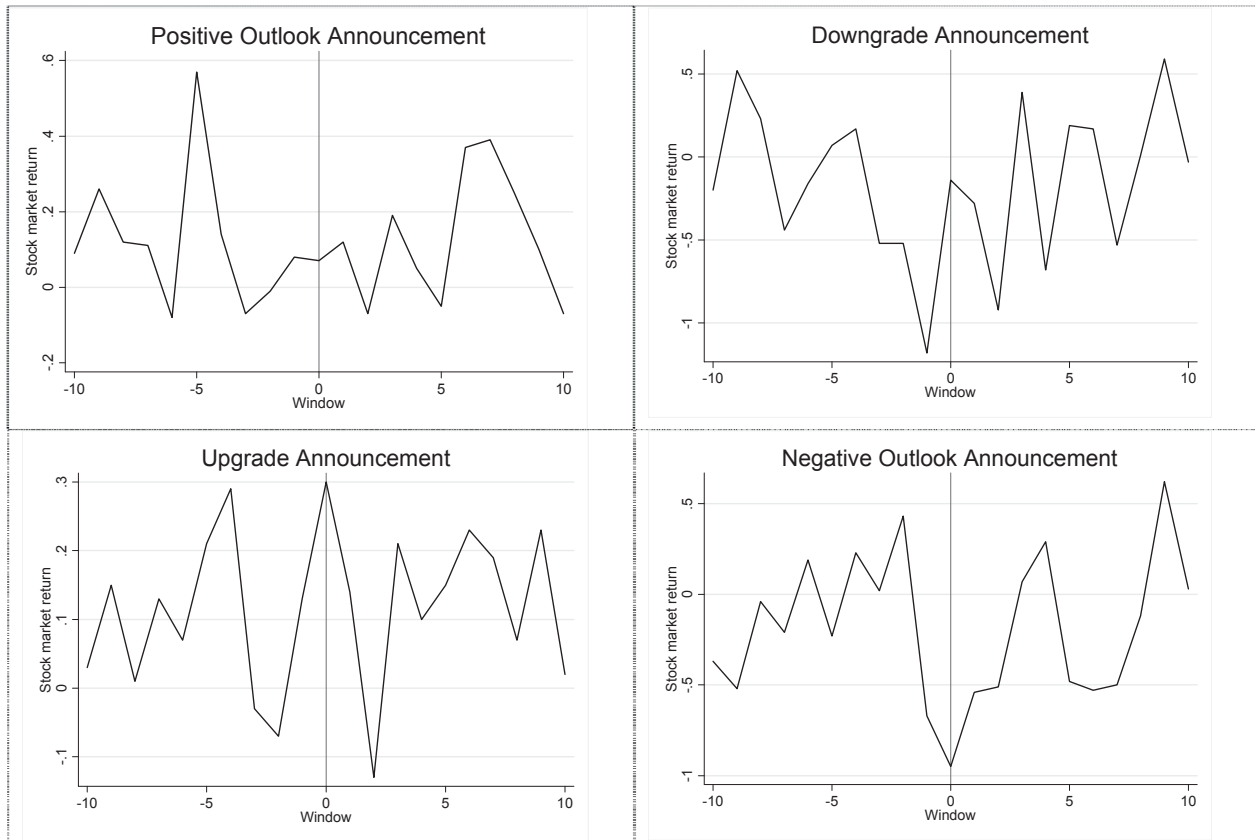 Positive Outlook Announcement
Stock market return
.6
.4
.2
0
-.2
-10 -5 0 5 10
Window
Downgrade Announcement
Stock market return
.5
0
-.5
-1
-10 -5 0 5 10
Window
Upgrade Announcement
Stock market return
.3
.2
.1
0
-.1
-10 -5 0 5 10
Window
Negative Outlook Announcement
Stock market return
.5
0
-.5
-1
-10 -5 0 5 10
Window